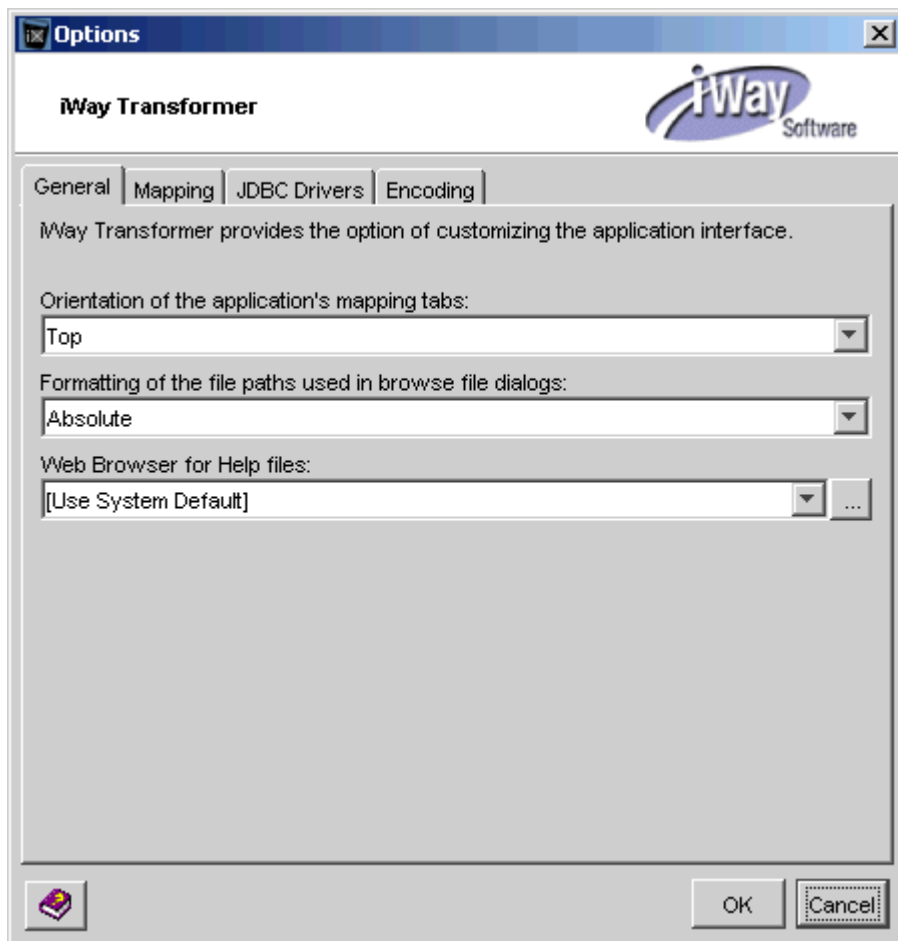 iX Options
iWay Transformer
iWay
Software
General Mapping JDBC Drivers Encoding
iWay Transformer provides the option of customizing the application interface.
Orientation of the application's mapping tabs:
Top
Formatting of the file paths used in browse file dialogs:
Absolute
Web Browser for Help files:
[Use System Default] ...
OK Cancel